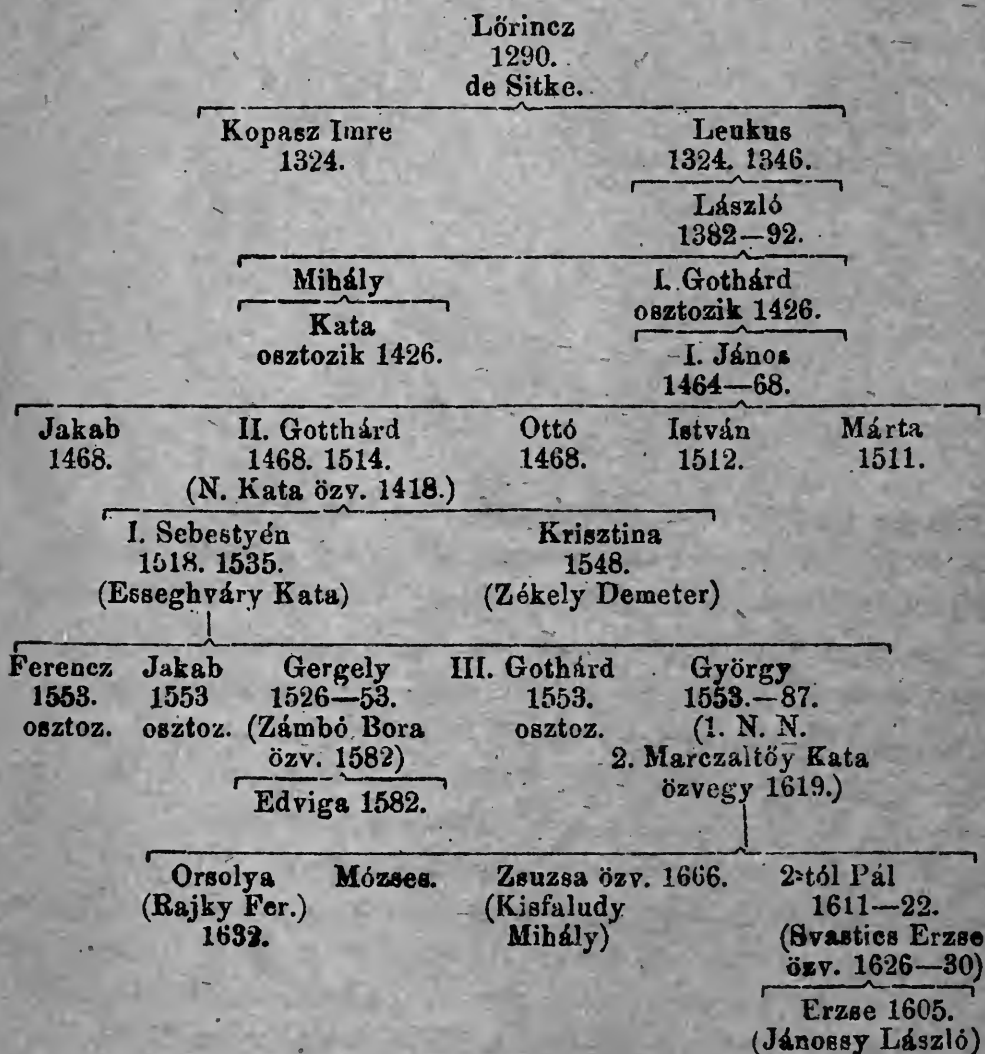 Lőrincz
1290.
de Sitke.
Kopasz Imre Leukus
1324. 1324. 1346.
László
1382—92.
Mihály I. Gothárd
osztozik 1426.
Kata
osztozik 1426.
I. János
1464—68.
Jakab II. Gotthárd Ottó István Márta
1468. 1468. 1514. 1468. 1512. 1511.
(N. Kata özv. 1418.)
I. Sebestyén Krisztina
1518. 1535. 1548.
(Esseghváry Kata) (Zékely Demeter)
Ferencz Jakab Gergely III. Gothárd György
1553. 1553 1526—53. 1553. 1553.—87.
osztoz. osztoz. (Zámbó Bora osztoz. (1. N. N.
özv. 1582) 2. Marczaltőy Kata
Edviga 1582. özvegy 1619.)
Orsolya Mózses. Zsuzsa özv. 1666. 2-tól Pál
(Rajky Fer.) (Kisfaludy 1611—22.
1632. Mihály) (Svastics Erzse
özv. 1626—30)
Erzse 1605.
(Jánossy László)